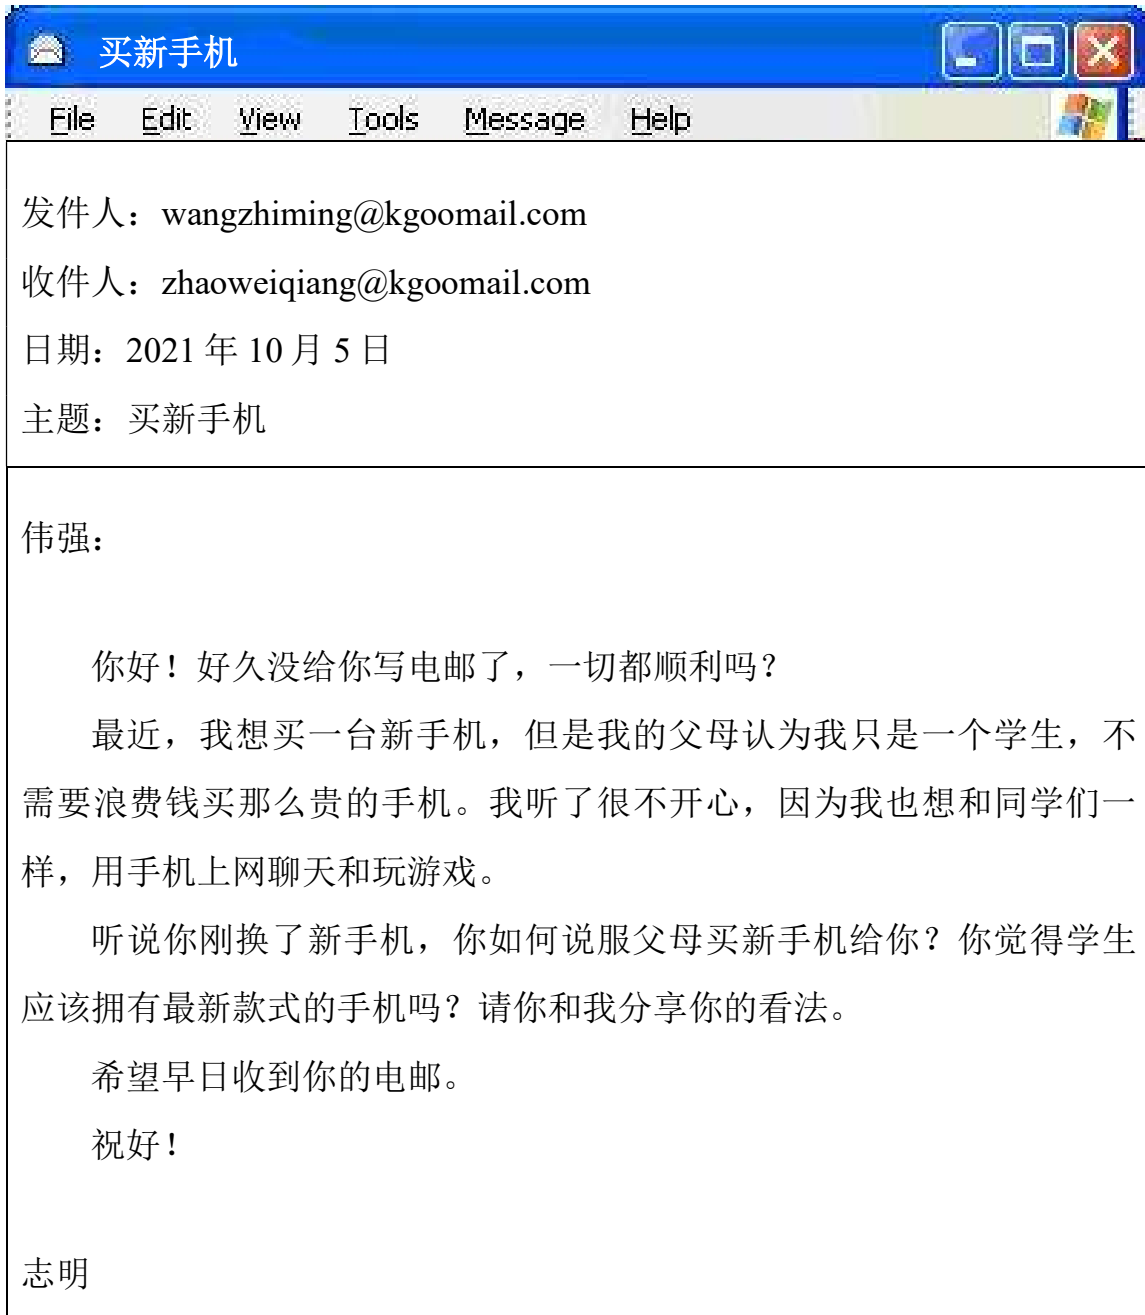 买新手机
File Edit View Tools Message Help
发件人：wangzhiming@kgoomail.com
收件人：zhaoweiqiang@kgoomail.com
日期：2021 年 10 月 5 日
主题：买新手机
伟强：
你好！好久没给你写电邮了，一切都顺利吗？
最近，我想买一台新手机，但是我的父母认为我只是一个学生，不
需要浪费钱买那么贵的手机。我听了很不开心，因为我也想和同学们一
样，用手机上网聊天和玩游戏。
听说你刚换了新手机，你如何说服父母买新手机给你？你觉得学生
应该拥有最新款式的手机吗？请你和我分享你的看法。
希望早日收到你的电邮。
祝好！
志明